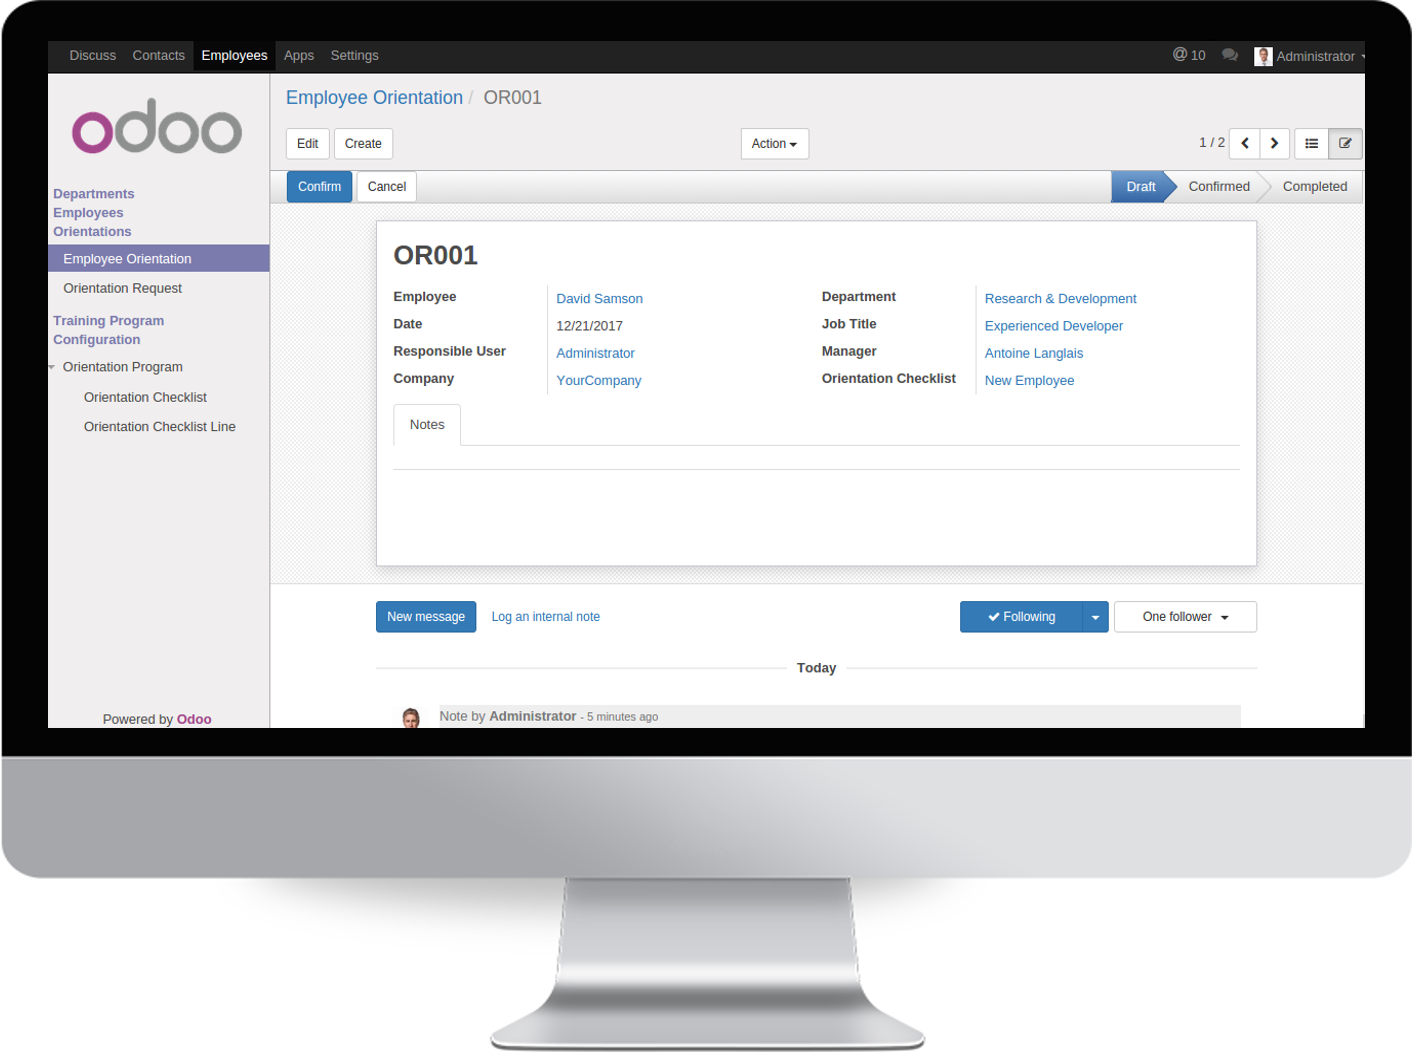 Discuss Contacts Employees Apps Settings @ 10 Administrator
odoo
Departments
Employees
Orientations
Employee Orientation
Orientation Request
Training Program
Configuration
Orientation Program
Orientation Checklist
Orientation Checklist Line
Powered by Odoo
Employee Orientation / OR001
Edit Create Action 1 / 2
Confirm Cancel Draft Confirmed Completed
OR001
Employee David Samson Department Research & Development
Date 12/21/2017 Job Title Experienced Developer
Responsible User Administrator Manager Antoine Langlais
Company YourCompany Orientation Checklist New Employee
Notes
New message Log an internal note Following One follower
Today
Note by Administrator - 5 minutes ago